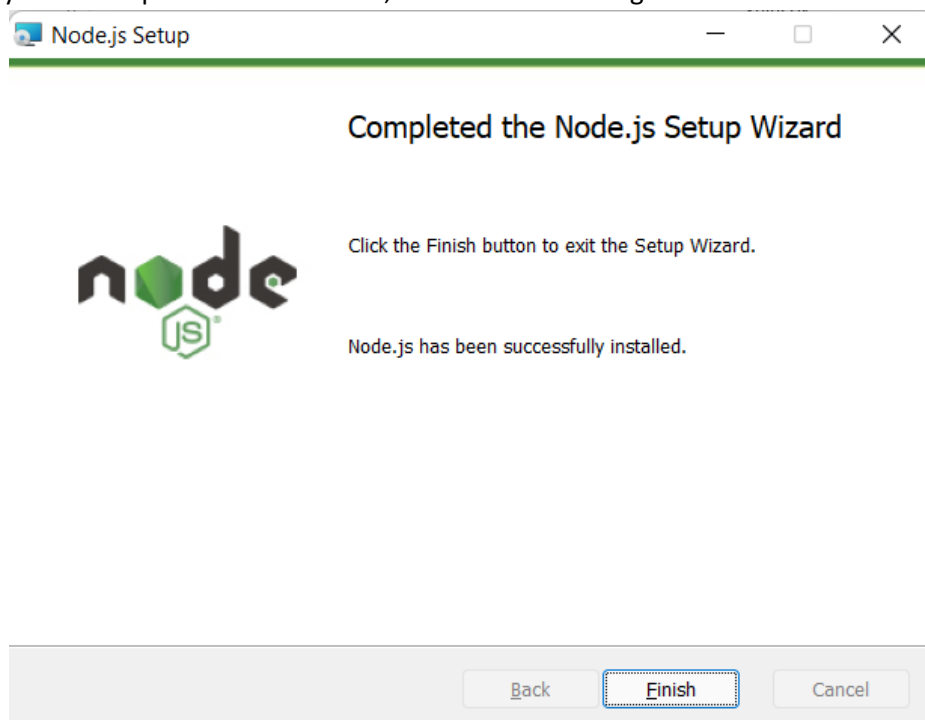 Node.js Setup
Completed the Node.js Setup Wizard
Click the Finish button to exit the Setup Wizard.
node
JS
Node.js has been successfully installed.
Back Finish Cancel